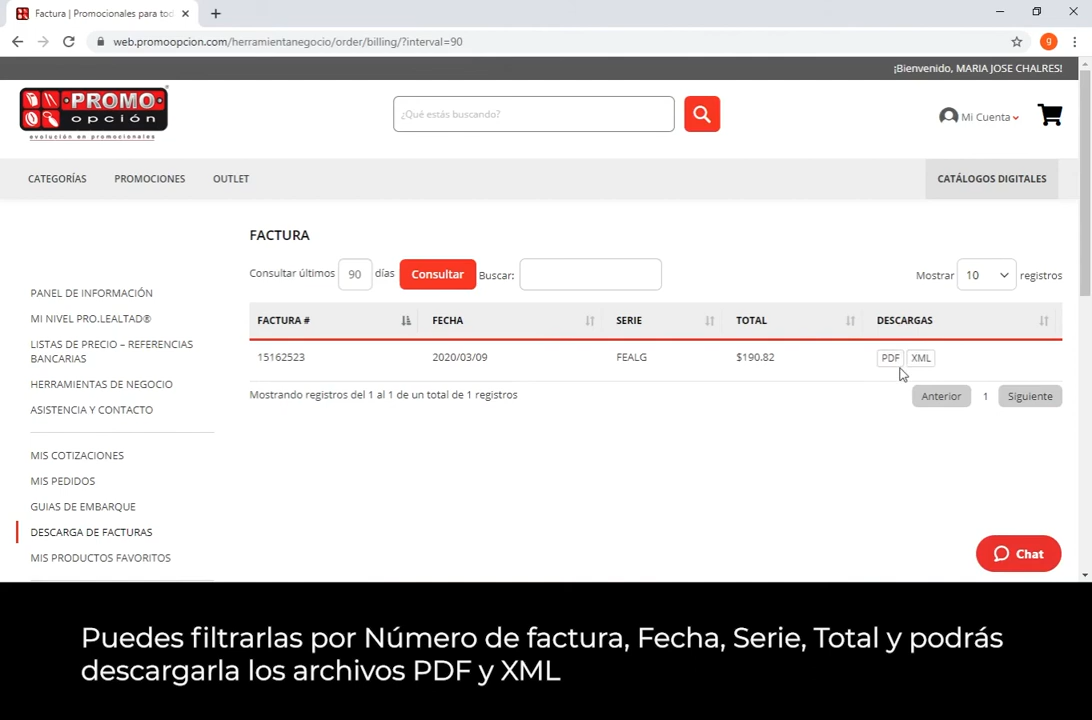 Factura | Promocionales para tod
web.promoopcion.com/herramientanegocio/order/billing/?interval=90
g
¡Bienvenido, MARIA JOSE CHALRES!
PROMO
opción
evolución en promocionales
¿Qué estás buscando?
Mi Cuenta
CATEGORÍAS PROMOCIONES OUTLET CATÁLOGOS DIGITALES
FACTURA
Consultar últimos 90 días Consultar Buscar: Mostrar 10 registros
PANEL DE INFORMACIÓN
MI NIVEL PRO.LEALTAD®
LISTAS DE PRECIO – REFERENCIAS
BANCARIAS
HERRAMIENTAS DE NEGOCIO
ASISTENCIA Y CONTACTO
MIS COTIZACIONES
MIS PEDIDOS
GUIAS DE EMBARQUE
DESCARGA DE FACTURAS
MIS PRODUCTOS FAVORITOS
FACTURA # FECHA SERIE TOTAL DESCARGAS
15162523 2020/03/09 FEALG $190.82 PDF XML
Mostrando registros del 1 al 1 de un total de 1 registros
Anterior 1 Siguiente
Chat
Puedes filtrarlas por Número de factura, Fecha, Serie, Total y podrás
descargarla los archivos PDF y XML